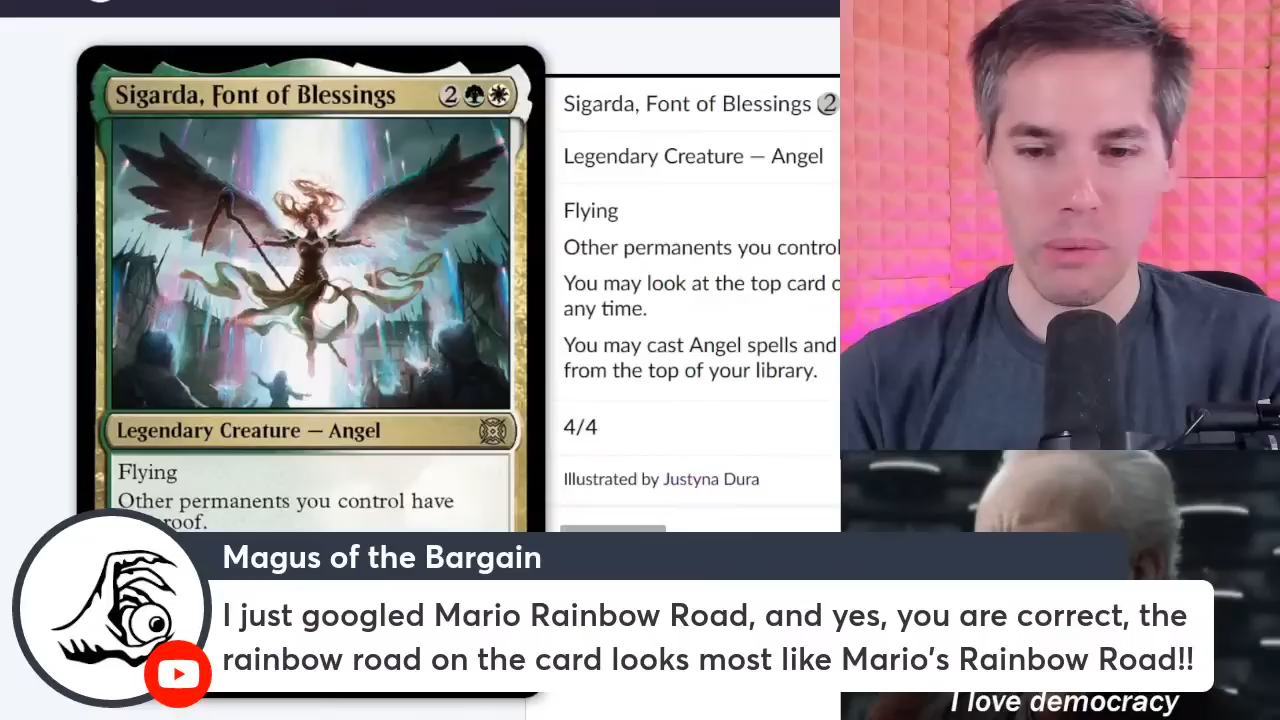 Sigarda, Font of Blessings 2
Legendary Creature — Angel
Flying
Other permanents you control have
roof.
Sigarda, Font of Blessings 2
Legendary Creature — Angel
Flying
Other permanents you control
You may look at the top card
any time.
You may cast Angel spells and
from the top of your library.
4/4
Illustrated by Justyna Dura
Magus of the Bargain
I just googled Mario Rainbow Road, and yes, you are correct, the
rainbow road on the card looks most like Mario's Rainbow Road!!
I love democracy